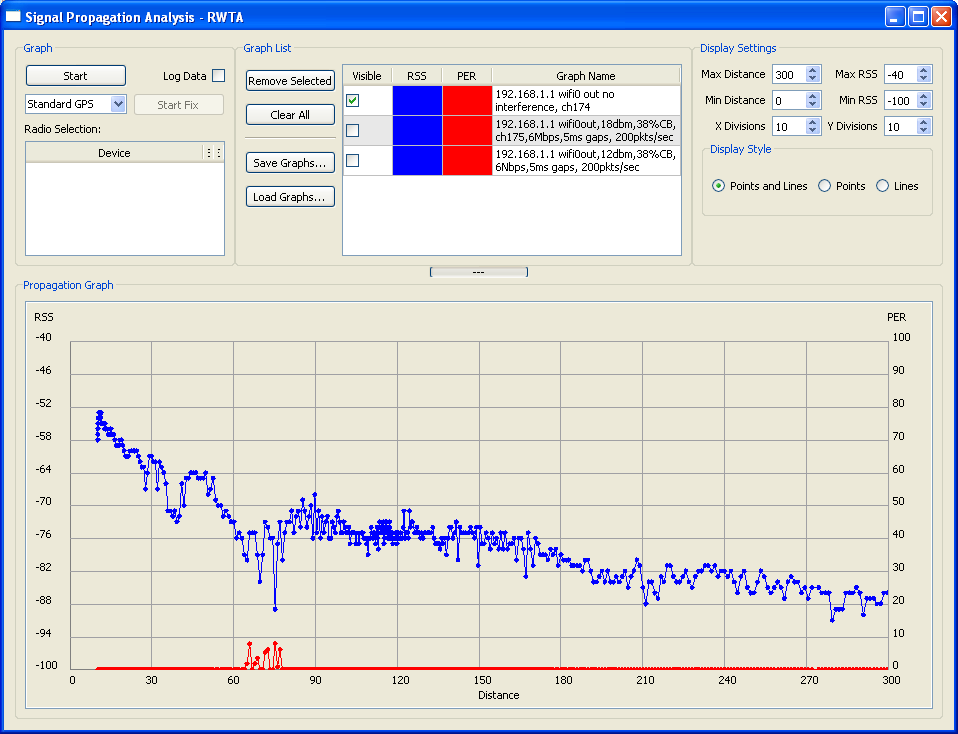 Signal Propagation Analysis - RWTA
Graph
Start
Log Data
Standard GPS
Start Fix
Radio Selection:
Device
Graph List
Remove Selected
Clear All
Save Graphs...
Load Graphs...
Visible RSS PER Graph Name
192.168.1.1 wifi0 out no
interference, ch174
192.168.1.1 wifi0out,18dbm,38%CB,
ch175,6Mbps,5ms gaps, 200pkts/sec
192.168.1.1 wifi0out,12dbm,38%CB,
6Nbps,5ms gaps, 200pkts/sec
Display Settings
Max Distance 300 Max RSS -40
Min Distance 0 Min RSS -100
X Divisions 10 Y Divisions 10
Display Style
Points and Lines Points Lines
---
Propagation Graph
RSS PER
-40 100
-46 90
-52 80
-58 70
-64 60
-70 50
-76 40
-82 30
-88 20
-94 10
-100 0
0 30 60 90 120 150 180 210 240 270 300
Distance